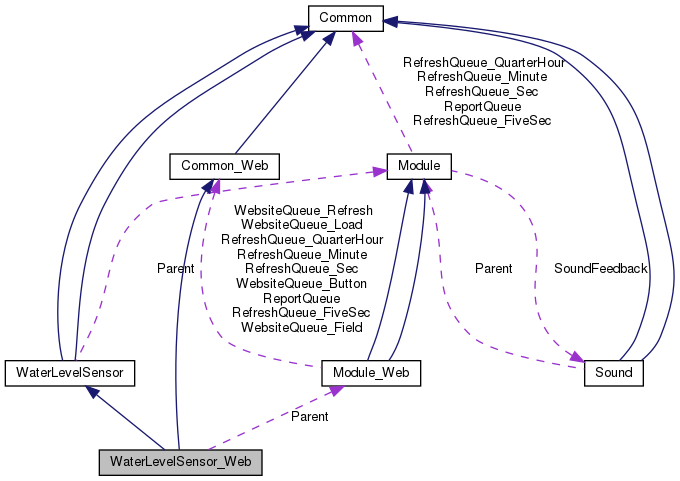 Common
RefreshQueue_QuarterHour
RefreshQueue_Minute
RefreshQueue_Sec
ReportQueue
RefreshQueue_FiveSec
Common_Web
Module
WebsiteQueue_Refresh
WebsiteQueue_Load
RefreshQueue_QuarterHour
RefreshQueue_Minute
RefreshQueue_Sec
WebsiteQueue_Button
ReportQueue
RefreshQueue_FiveSec
WebsiteQueue_Field
Parent
Parent
SoundFeedback
WaterLevelSensor
Module_Web
Sound
Parent
WaterLevelSensor_Web